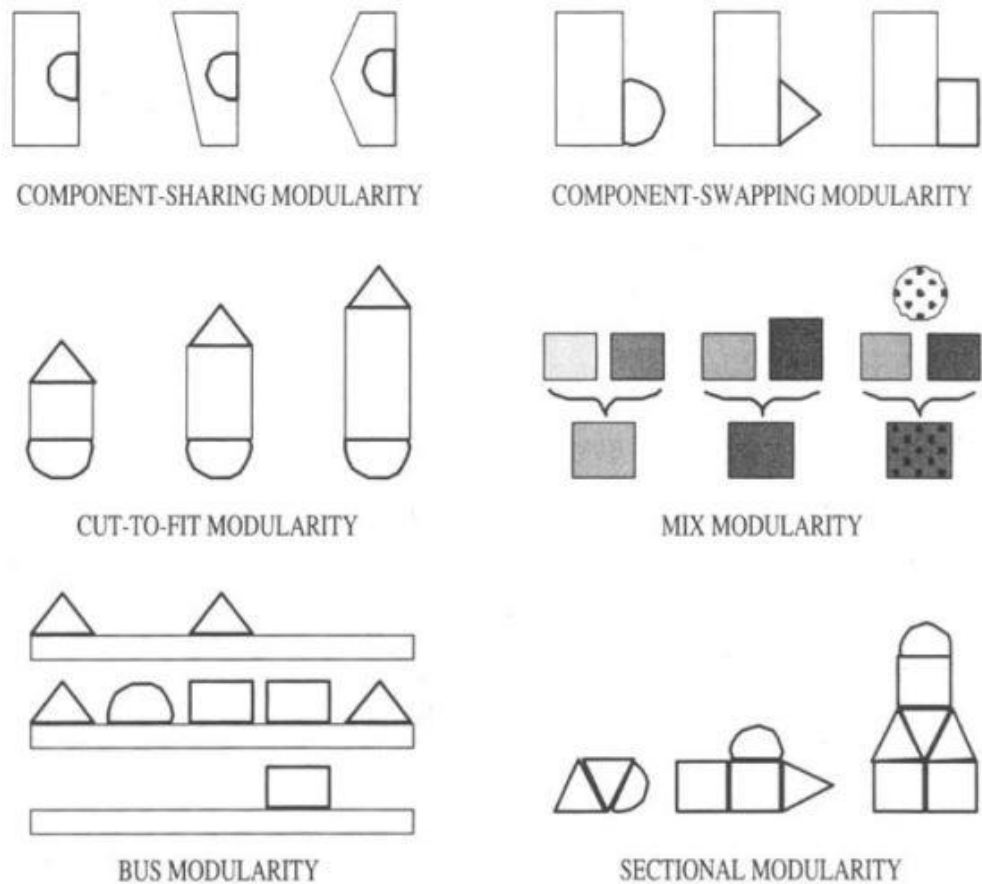 COMPONENT-SHARING MODULARITY
COMPONENT-SWAPPING MODULARITY
CUT-TO-FIT MODULARITY
MIX MODULARITY
BUS MODULARITY
SECTIONAL MODULARITY